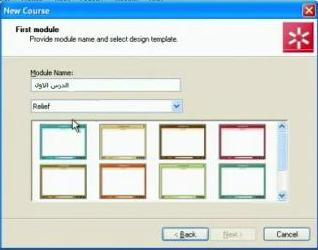 New Course
First module
Provide module name and select design template.
Module Name:
الدرس الاول
Relief
< Back
Next >
Cancel